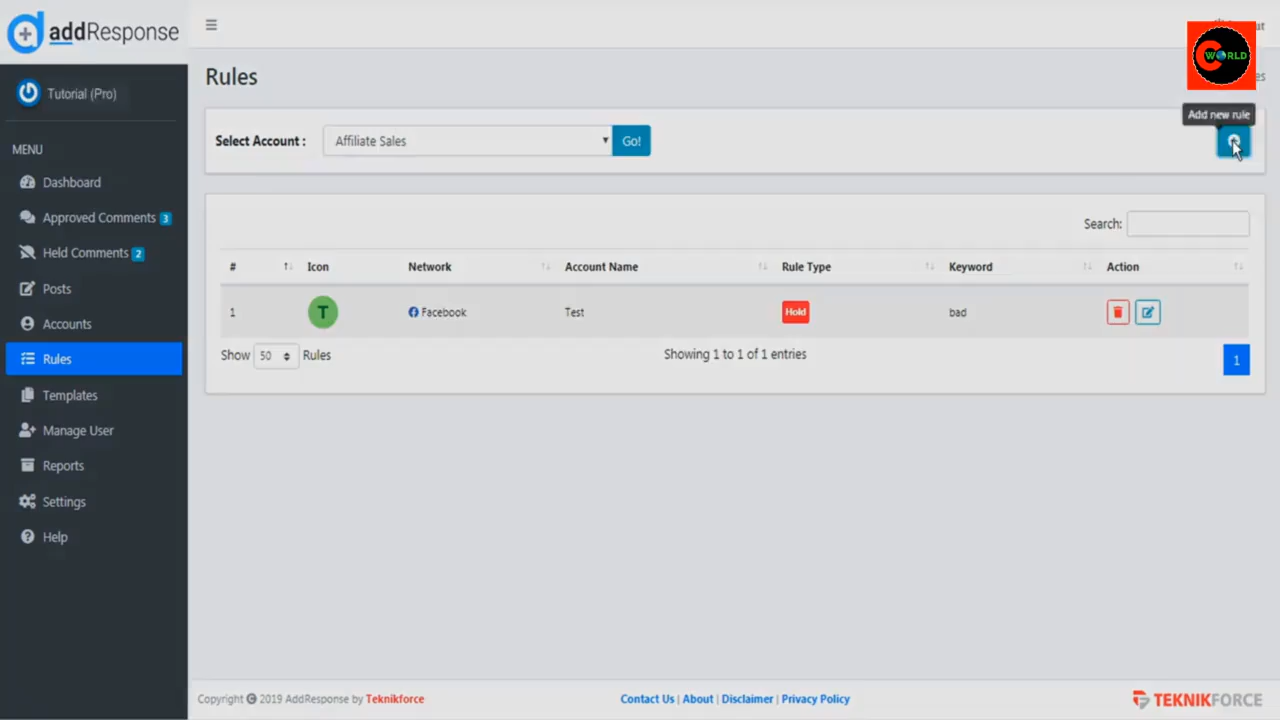 addResponse
Tutorial (Pro)
MENU
Dashboard
Approved Comments 3
Held Comments 2
Posts
Accounts
Rules
Templates
Manage User
Reports
Settings
Help
C WORLD
Rules
Add new rule
Select Account : Affiliate Sales Go!
Search:
# Icon Network Account Name Rule Type Keyword Action
1 T Facebook Test Hold bad
Show 50 Rules Showing 1 to 1 of 1 entries 1
Copyright © 2019 AddResponse by Teknikforce Contact Us | About | Disclaimer | Privacy Policy TEKNIKFORCE